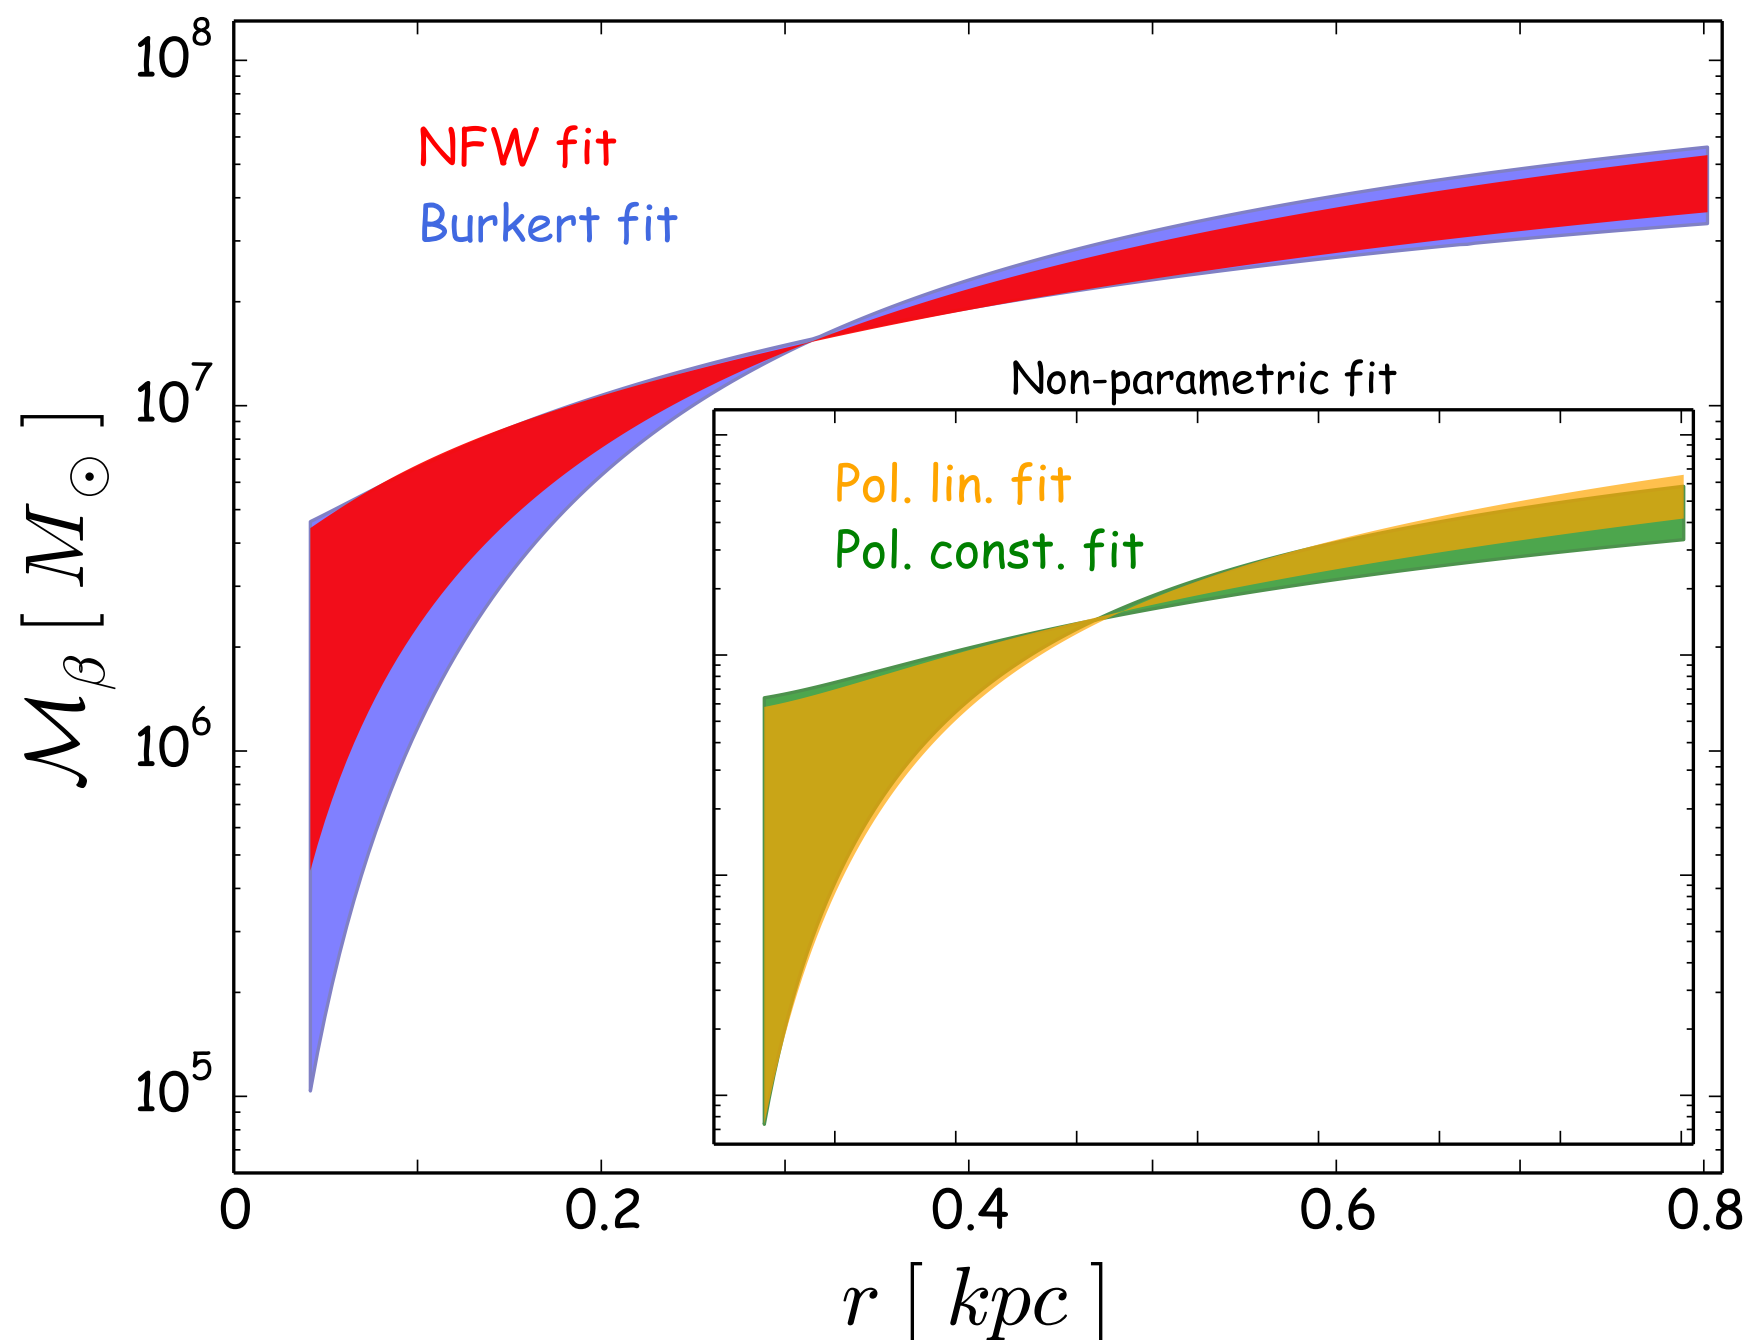 10^8
NFW fit
Burkert fit
10^7
Non-parametric fit
Pol. lin. fit
Pol. const. fit
10^6
10^5
0 0.2 0.4 0.6 0.8
r [ kpc ]
ℳ_β [ M_⊙ ]